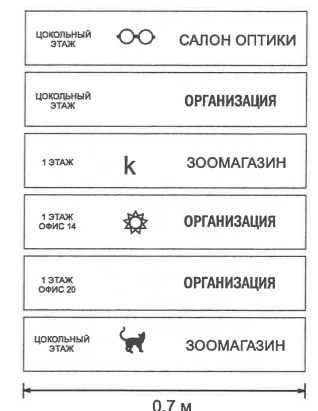 ЦОКОЛЬНЫЙ
ЭТАЖ
САЛОН ОПТИКИ
ЦОКОЛЬНЫЙ
ЭТАЖ
ОРГАНИЗАЦИЯ
1 ЭТАЖ
k
ЗООМАГАЗИН
1 ЭТАЖ
ОФИС 14
ОРГАНИЗАЦИЯ
1 ЭТАЖ
ОФИС 20
ОРГАНИЗАЦИЯ
ЦОКОЛЬНЫЙ
ЭТАЖ
ЗООМАГАЗИН
0,7 м